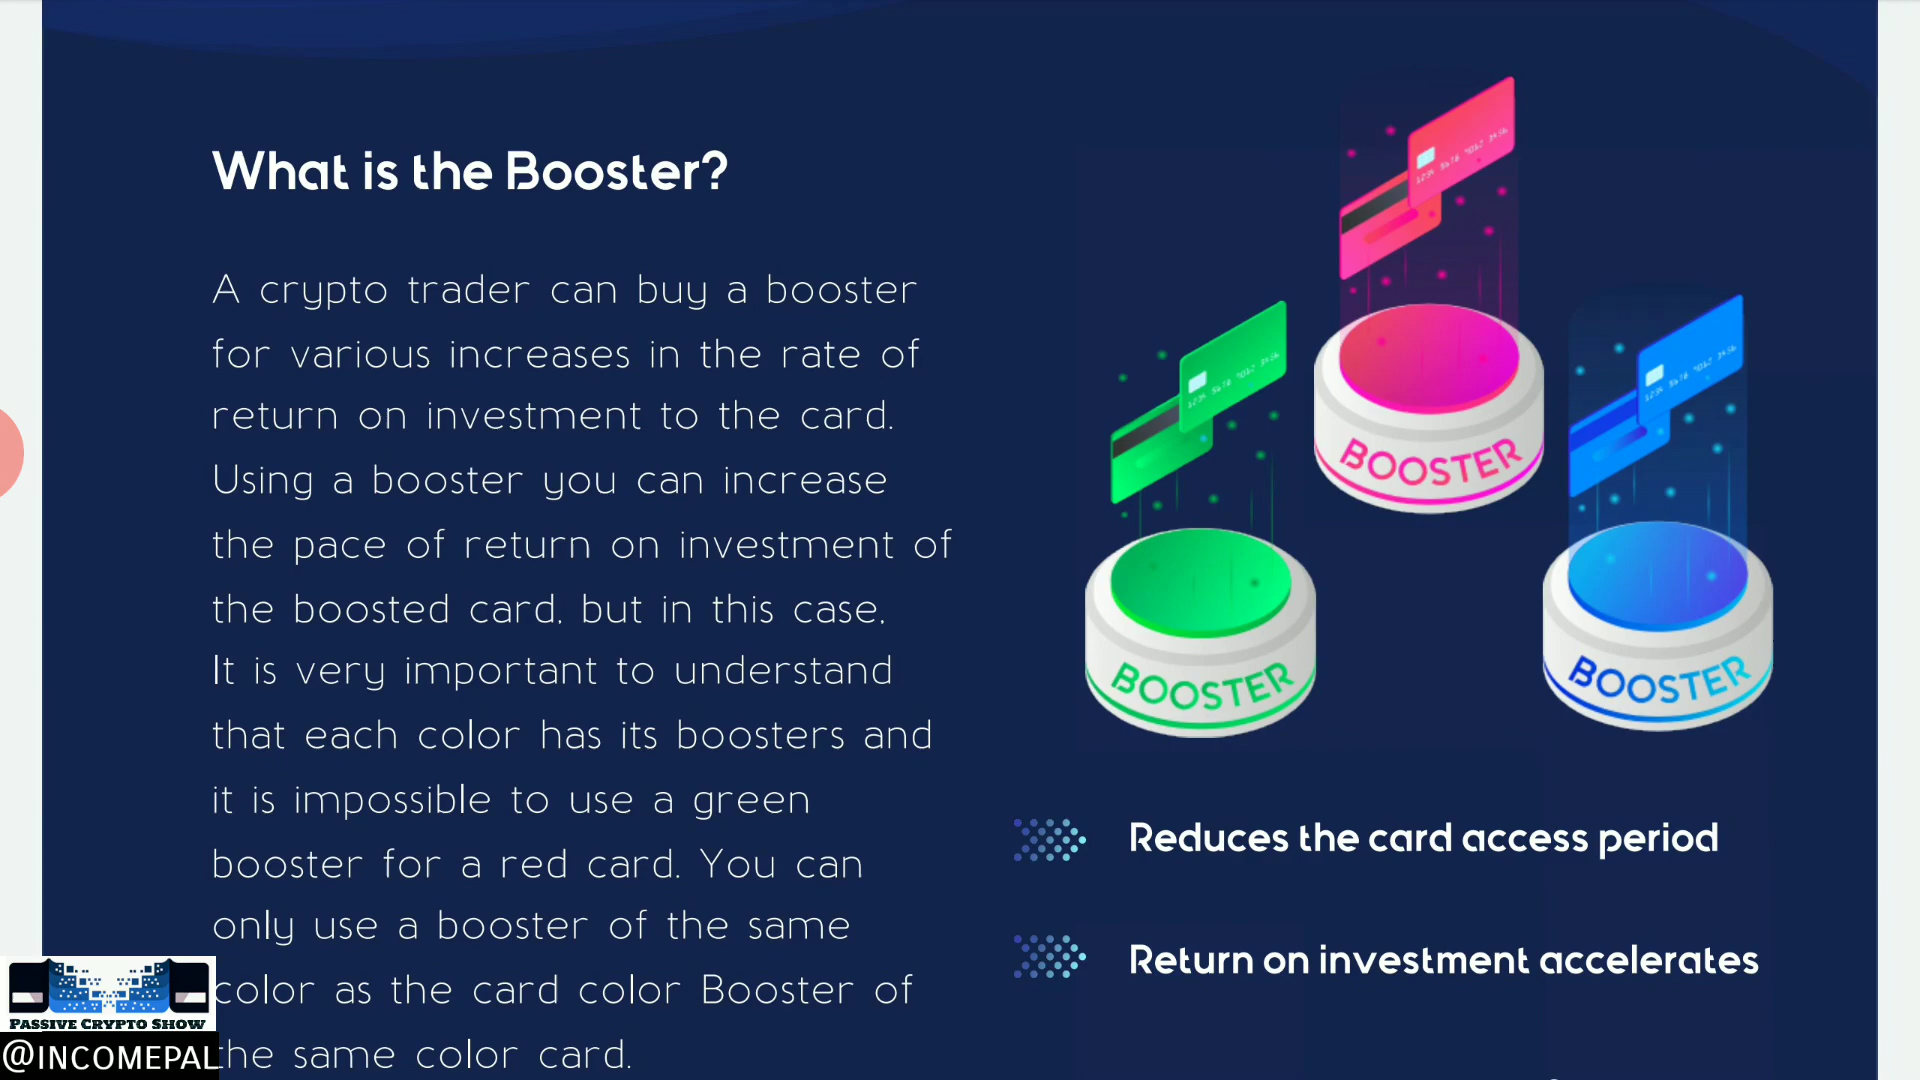 What is the Booster?
A crypto trader can buy a booster
for various increases in the rate of
return on investment to the card.
Using a booster you can increase
the pace of return on investment of
the boosted card, but in this case,
It is very important to understand
that each color has its boosters and
it is impossible to use a green
booster for a red card. You can
only use a booster of the same
color as the card color Booster of
the same color card.
BOOSTER
BOOSTER
BOOSTER
Reduces the card access period
Return on investment accelerates
PASSIVE CRYPTO SHOW
@INCOMEPAL